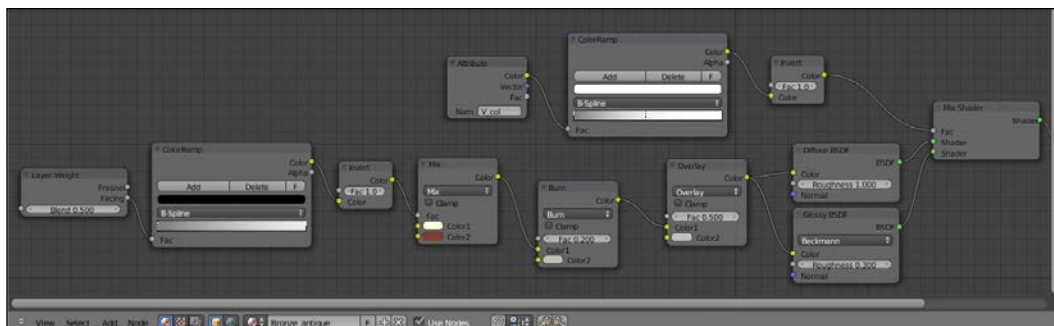 Attribute
Color
Vector
Fac
Nam: V_col
ColorRamp
Color
Alpha
Add Delete F
B-Spline
Fac
Invert
Color
Fac 1.0
Color
Mix Shader
Shader
Fac
Shader
Shader
Layer Weight
Fresnel
Facing
Blend 0.500
ColorRamp
Color
Alpha
Add Delete F
B-Spline
Fac
Invert
Color
Fac 1.0
Color
Mix
Color
Mix
Clamp
Fac
Color1
Color2
Burn
Color
Burn
Clamp
Fac 0.200
Color1
Color2
Overlay
Color
Overlay
Clamp
Fac 0.500
Color1
Color2
Diffuse BSDF
BSDF
Color
Roughness 1.000
Normal
Glossy BSDF
BSDF
Beckmann
Color
Roughness 0.300
Normal
View Select Add Node Bronze antique F Use Nodes